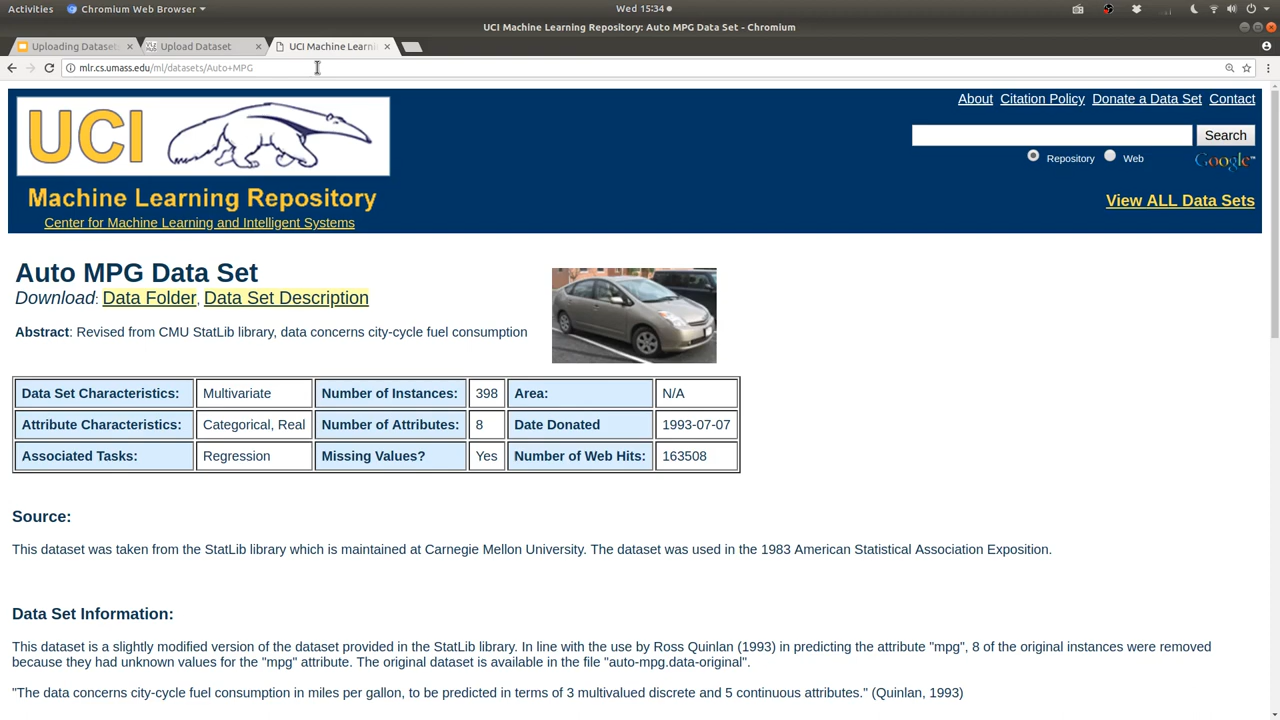 Activities Chromium Web Browser Wed 15:34
UCI Machine Learning Repository: Auto MPG Data Set - Chromium
Uploading Datasets Upload Dataset UCI Machine Learni
mlr.cs.umass.edu/ml/datasets/Auto+MPG
About Citation Policy Donate a Data Set Contact
UCI
Search
Repository Web Google™
Machine Learning Repository
View ALL Data Sets
Center for Machine Learning and Intelligent Systems
Auto MPG Data Set
Download: Data Folder, Data Set Description
Abstract: Revised from CMU StatLib library, data concerns city-cycle fuel consumption
Data Set Characteristics: Multivariate Number of Instances: 398 Area: N/A
Attribute Characteristics: Categorical, Real Number of Attributes: 8 Date Donated 1993-07-07
Associated Tasks: Regression Missing Values? Yes Number of Web Hits: 163508
Source:
This dataset was taken from the StatLib library which is maintained at Carnegie Mellon University. The dataset was used in the 1983 American Statistical Association Exposition.
Data Set Information:
This dataset is a slightly modified version of the dataset provided in the StatLib library. In line with the use by Ross Quinlan (1993) in predicting the attribute "mpg", 8 of the original instances were removed
because they had unknown values for the "mpg" attribute. The original dataset is available in the file "auto-mpg.data-original".
"The data concerns city-cycle fuel consumption in miles per gallon, to be predicted in terms of 3 multivalued discrete and 5 continuous attributes." (Quinlan, 1993)